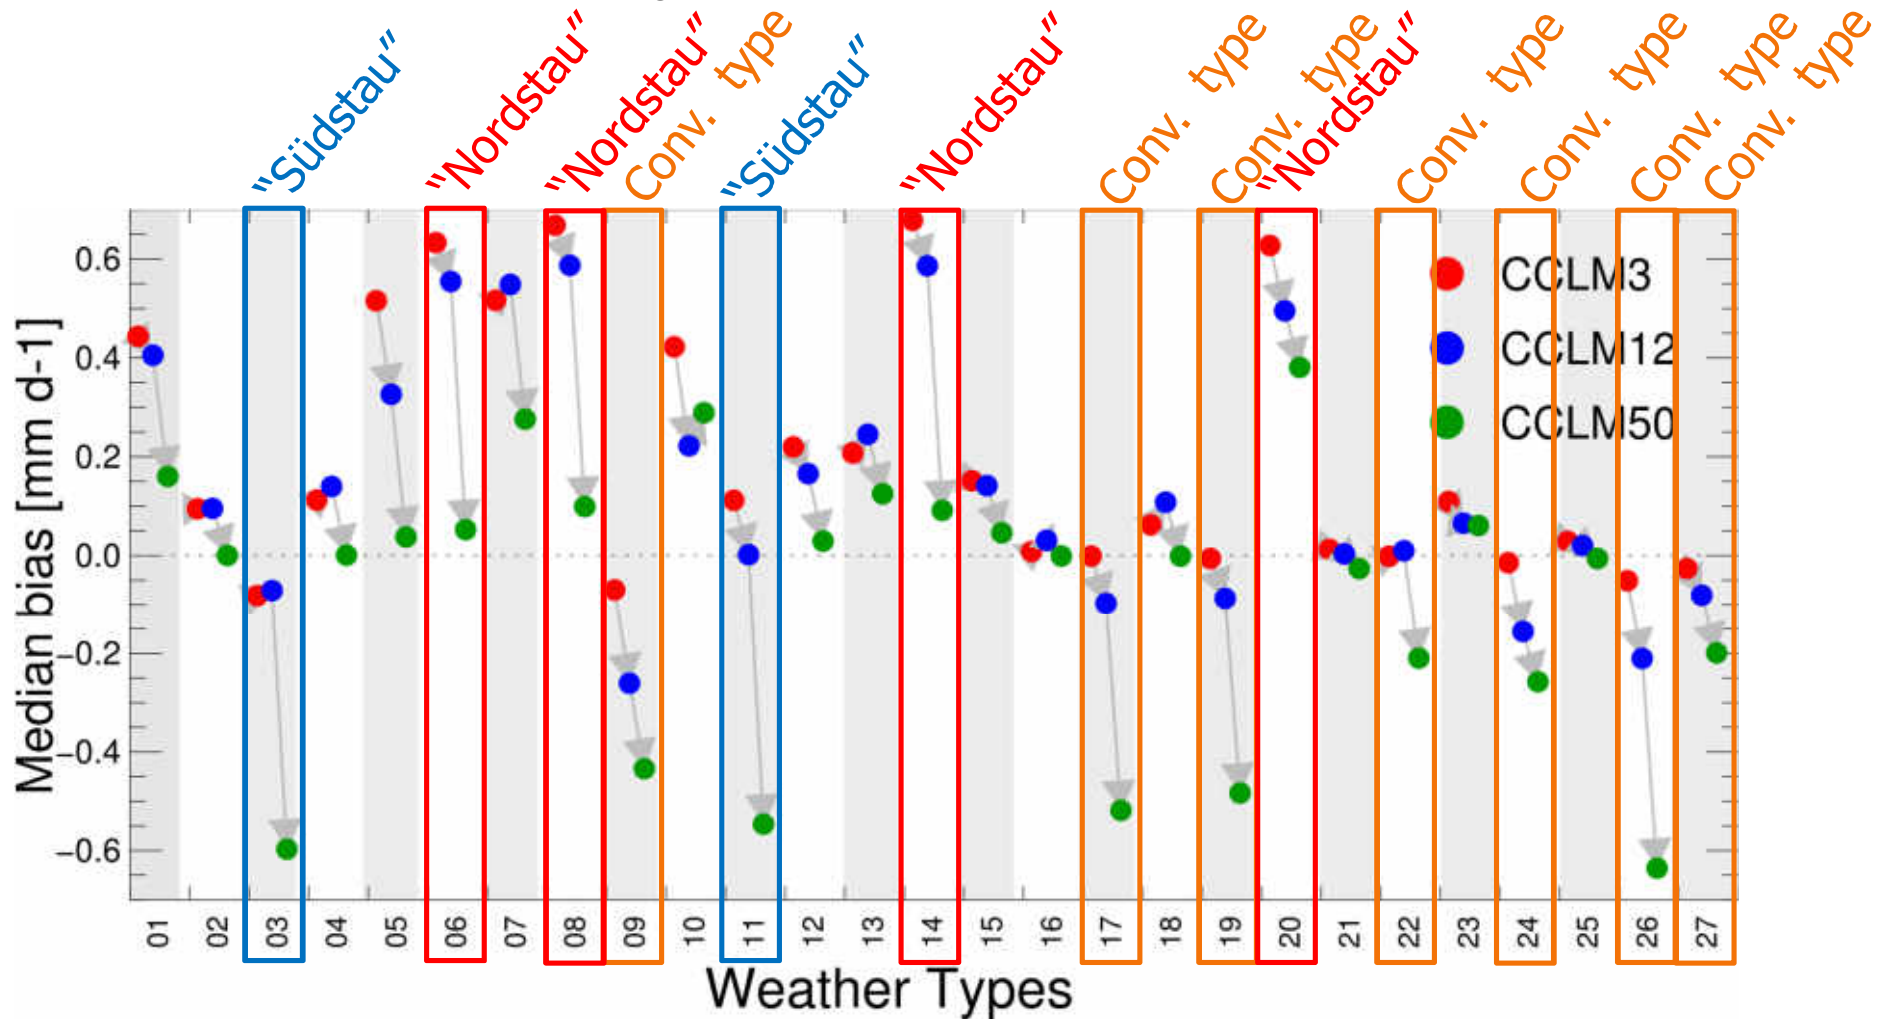 “Südstau”
“Nordstau”
“Nordstau”
Conv. type
“Südstau”
“Nordstau”
Conv. type
Conv. type
“Nordstau”
Conv. type
Conv. type
Conv. type
Conv. type
Median bias [mm d-1]
0.6
0.4
0.2
0.0
−0.2
−0.4
−0.6
CCLM3
CCLM12
CCLM50
01 02 03 04 05 06 07 08 09 10 11 12 13 14 15 16 17 18 19 20 21 22 23 24 25 26 27
Weather Types